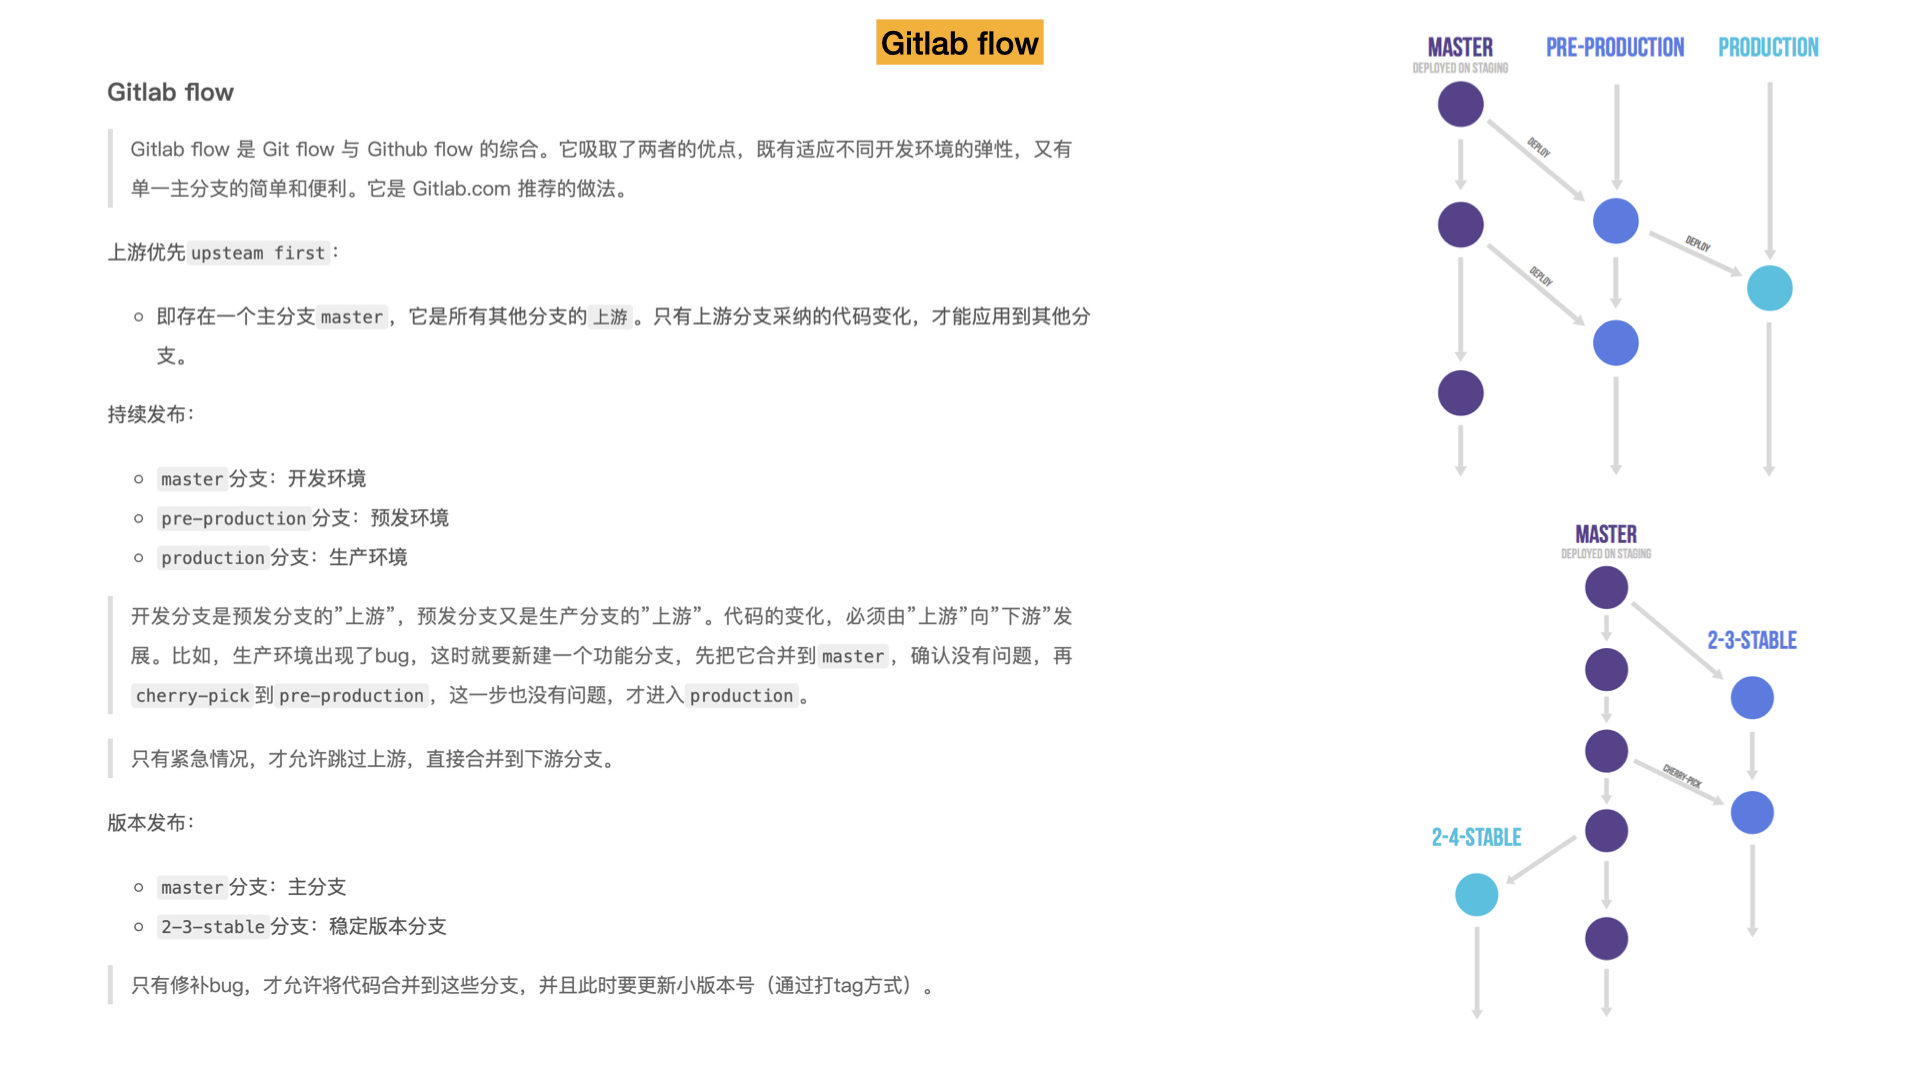 Gitlab flow
Gitlab flow
Gitlab flow 是 Git flow 与 Github flow 的综合。它吸取了两者的优点，既有适应不同开发环境的弹性，又有
单一主分支的简单和便利。它是 Gitlab.com 推荐的做法。
上游优先 upsteam first：
即存在一个主分支 master，它是所有其他分支的 上游。只有上游分支采纳的代码变化，才能应用到其他分
支。
持续发布：
master 分支：开发环境
pre-production 分支：预发环境
production 分支：生产环境
开发分支是预发分支的”上游”，预发分支又是生产分支的”上游”。代码的变化，必须由”上游”向”下游”发
展。比如，生产环境出现了bug，这时就要新建一个功能分支，先把它合并到 master，确认没有问题，再
cherry-pick 到 pre-production，这一步也没有问题，才进入 production。
只有紧急情况，才允许跳过上游，直接合并到下游分支。
版本发布：
master 分支：主分支
2-3-stable 分支：稳定版本分支
只有修补bug，才允许将代码合并到这些分支，并且此时要更新小版本号（通过打tag方式）。
MASTER
DEPLOYED ON STAGING
PRE-PRODUCTION
PRODUCTION
DEPLOY
DEPLOY
DEPLOY
MASTER
DEPLOYED ON STAGING
2-3-STABLE
CHERRY-PICK
2-4-STABLE